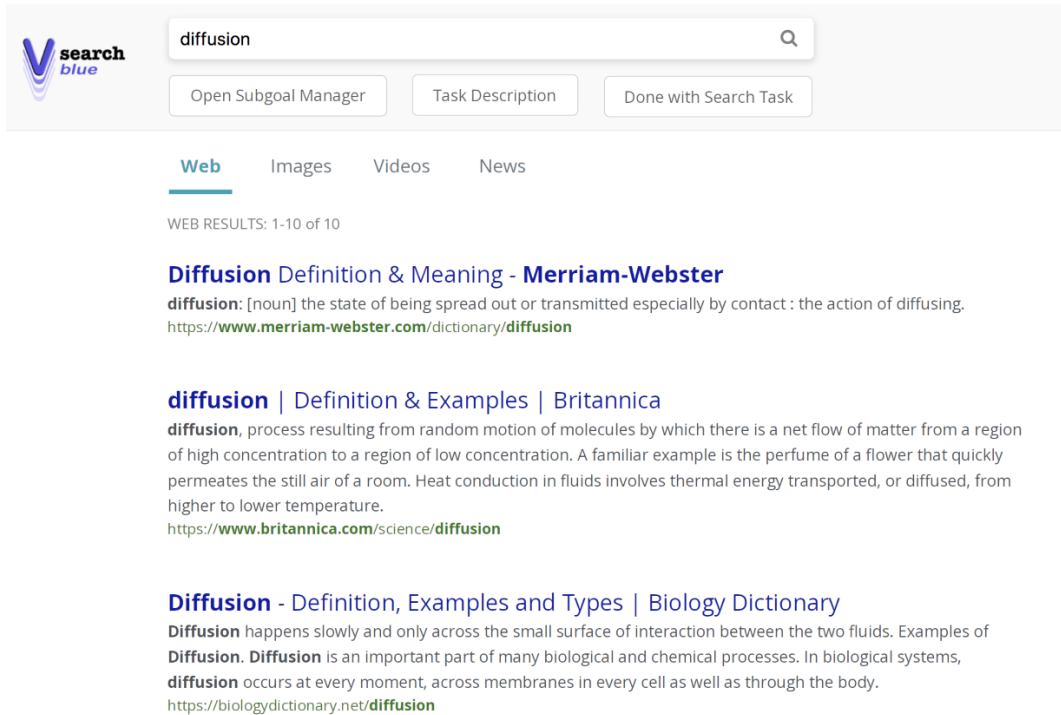 search
blue
diffusion
Open Subgoal Manager
Task Description
Done with Search Task
Web
Images
Videos
News
WEB RESULTS: 1-10 of 10
Diffusion Definition & Meaning - Merriam-Webster
diffusion: [noun] the state of being spread out or transmitted especially by contact : the action of diffusing.
https://www.merriam-webster.com/dictionary/diffusion
diffusion | Definition & Examples | Britannica
diffusion, process resulting from random motion of molecules by which there is a net flow of matter from a region
of high concentration to a region of low concentration. A familiar example is the perfume of a flower that quickly
permeates the still air of a room. Heat conduction in fluids involves thermal energy transported, or diffused, from
higher to lower temperature.
https://www.britannica.com/science/diffusion
Diffusion - Definition, Examples and Types | Biology Dictionary
Diffusion happens slowly and only across the small surface of interaction between the two fluids. Examples of
Diffusion. Diffusion is an important part of many biological and chemical processes. In biological systems,
diffusion occurs at every moment, across membranes in every cell as well as through the body.
https://biologydictionary.net/diffusion